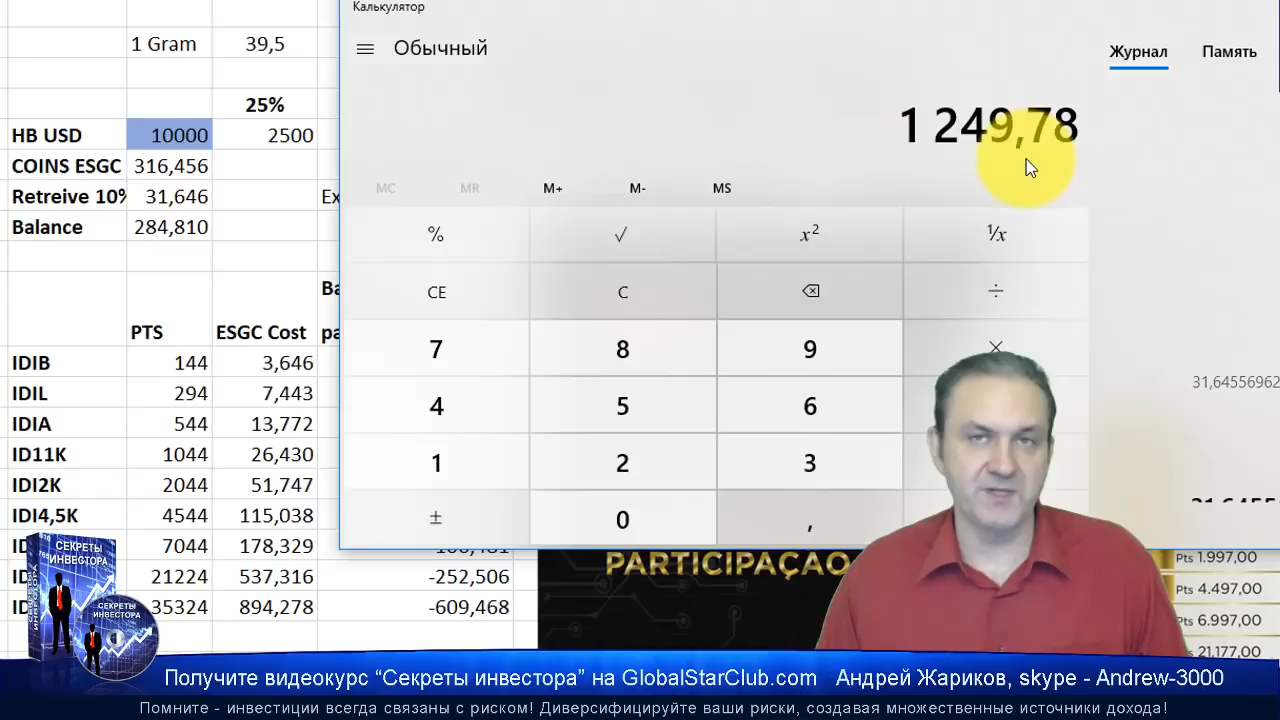 Калькулятор
Обычный
Журнал Память
1 249,78
MC MR M+ M- MS
% √ x² ¹/x
CE C ÷
7 8 9 ×
4 5 6
1 2 3
± 0 ,
31,64556962
1 Gram 39,5
25%
HB USD 10000 2500
COINS ESGC 316,456
Retreive 10% 31,646
Balance 284,810
PTS ESGC Cost
IDIB 144 3,646
IDIL 294 7,443
IDIA 544 13,772
ID11K 1044 26,430
IDI2K 2044 51,747
IDI4,5K 4544 115,038
7044 178,329
21224 537,316 -252,506
35324 894,278 -609,468
PARTICIPAÇAO
Pts 1.997,00
Pts 4.497,00
Pts 6.997,00
21.177,00
СЕКРЕТЫ
ИНВЕСТОРА
СЕКРЕТЫ
ИНВЕСТОРА
Получите видеокурс “Секреты инвестора” на GlobalStarClub.com Андрей Жариков, skype - Andrew-3000
Помните - инвестиции всегда связаны с риском! Диверсифицируйте ваши риски, создавая множественные источники дохода!